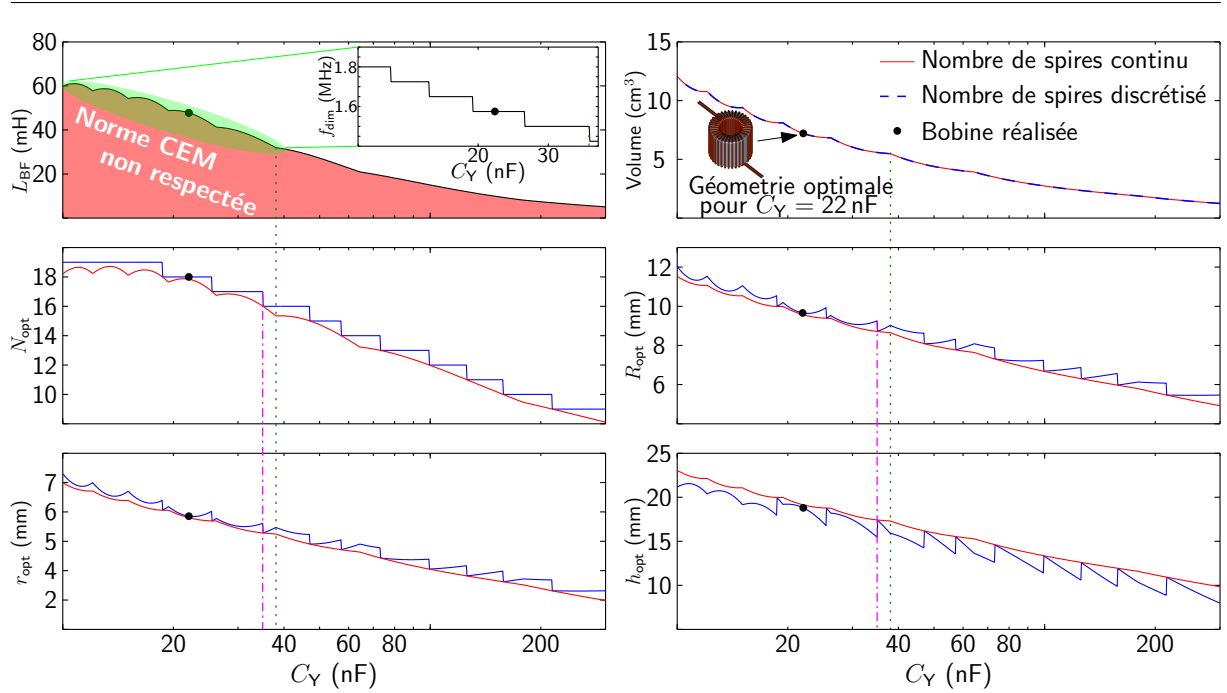 80
60
40
20
L_BF (mH)
Norme CEM
non respectée
1.8
1.6
f_dim (MHz)
20
30
C_Y (nF)
15
10
5
Volume (cm³)
Nombre de spires continu
Nombre de spires discrétisé
Bobine réalisée
Géometrie optimale
pour C_Y = 22 nF
18
16
14
12
10
N_opt
12
10
8
6
R_opt (mm)
7
6
5
4
3
2
r_opt (mm)
20
40
60
80
200
C_Y (nF)
25
20
15
10
h_opt (mm)
20
40
60
80
200
C_Y (nF)